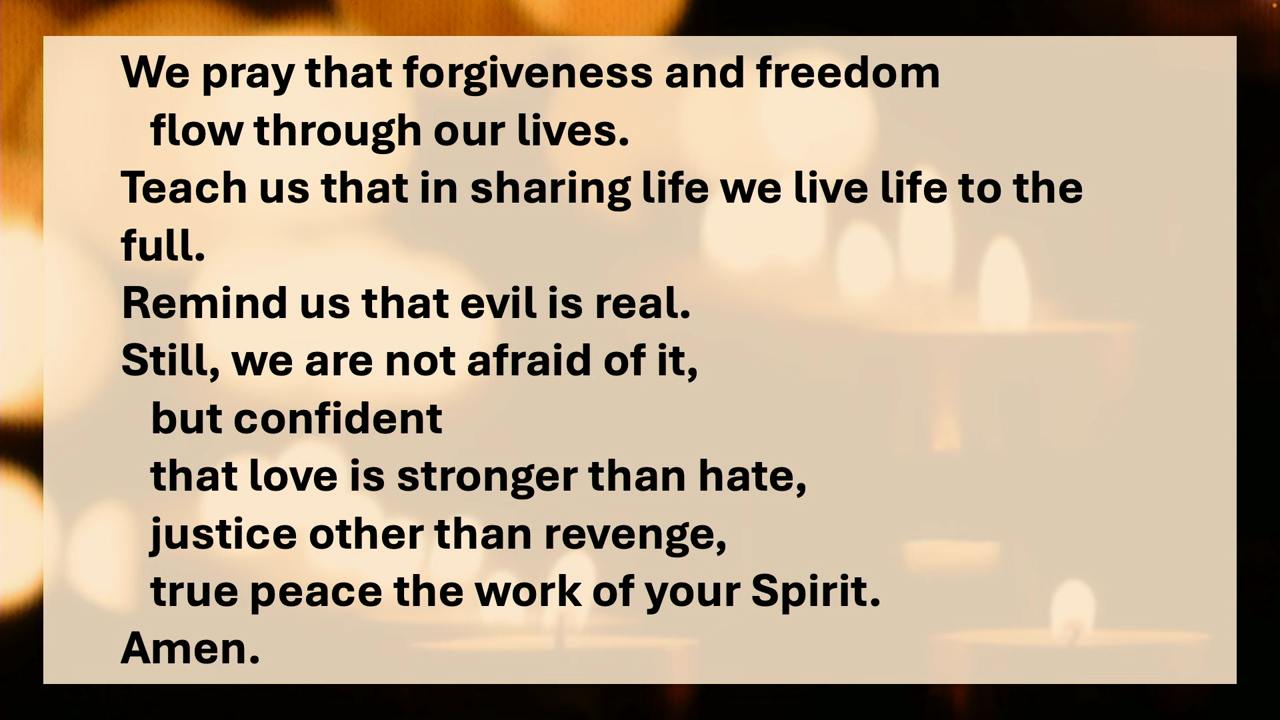 We pray that forgiveness and freedom
flow through our lives.
Teach us that in sharing life we live life to the
full.
Remind us that evil is real.
Still, we are not afraid of it,
but confident
that love is stronger than hate,
justice other than revenge,
true peace the work of your Spirit.
Amen.